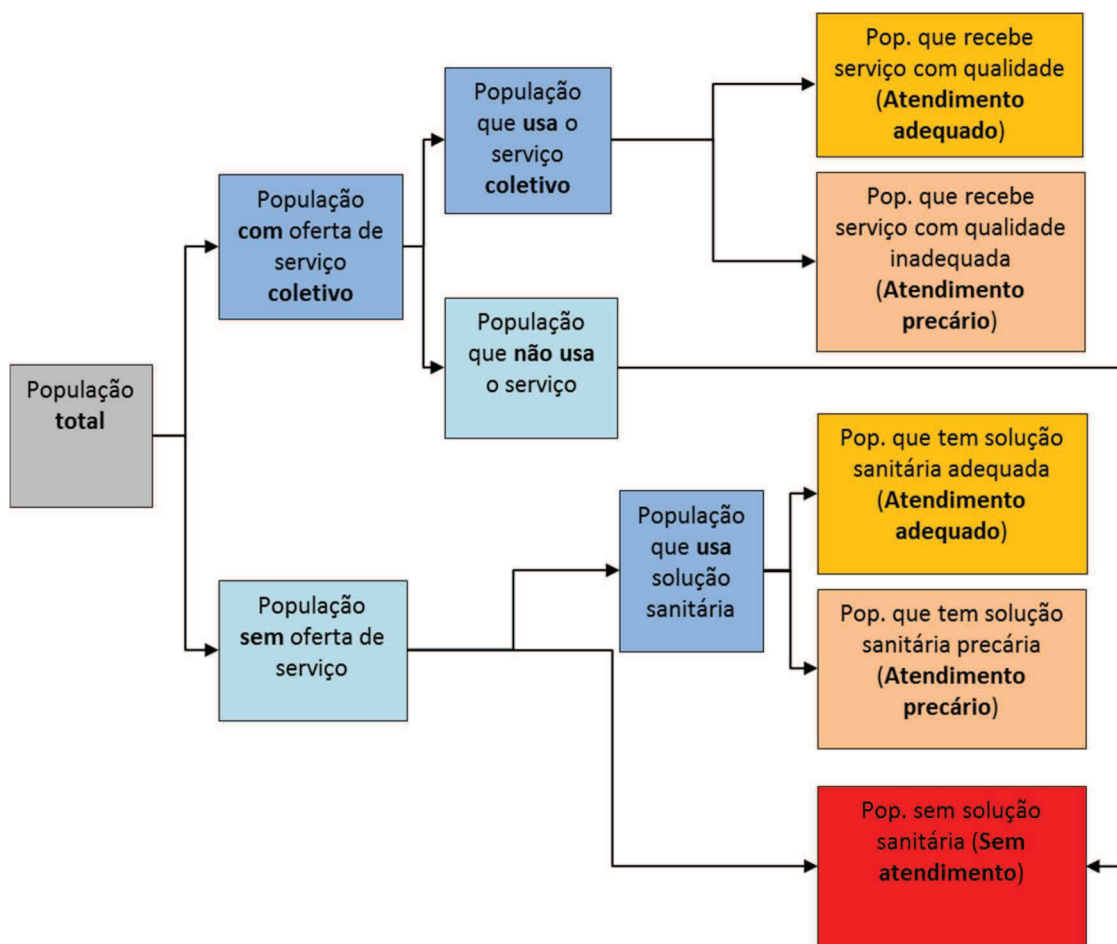 População
total
População
com oferta de
serviço
coletivo
População
sem oferta de
serviço
População
que usa o
serviço
coletivo
População
que não usa
o serviço
População
que usa
solução
sanitária
Pop. que recebe
serviço com qualidade
(Atendimento
adequado)
Pop. que recebe
serviço com qualidade
inadequada
(Atendimento
precário)
Pop. que tem solução
sanitária adequada
(Atendimento
adequado)
Pop. que tem solução
sanitária precária
(Atendimento
precário)
Pop. sem solução
sanitária (Sem
atendimento)